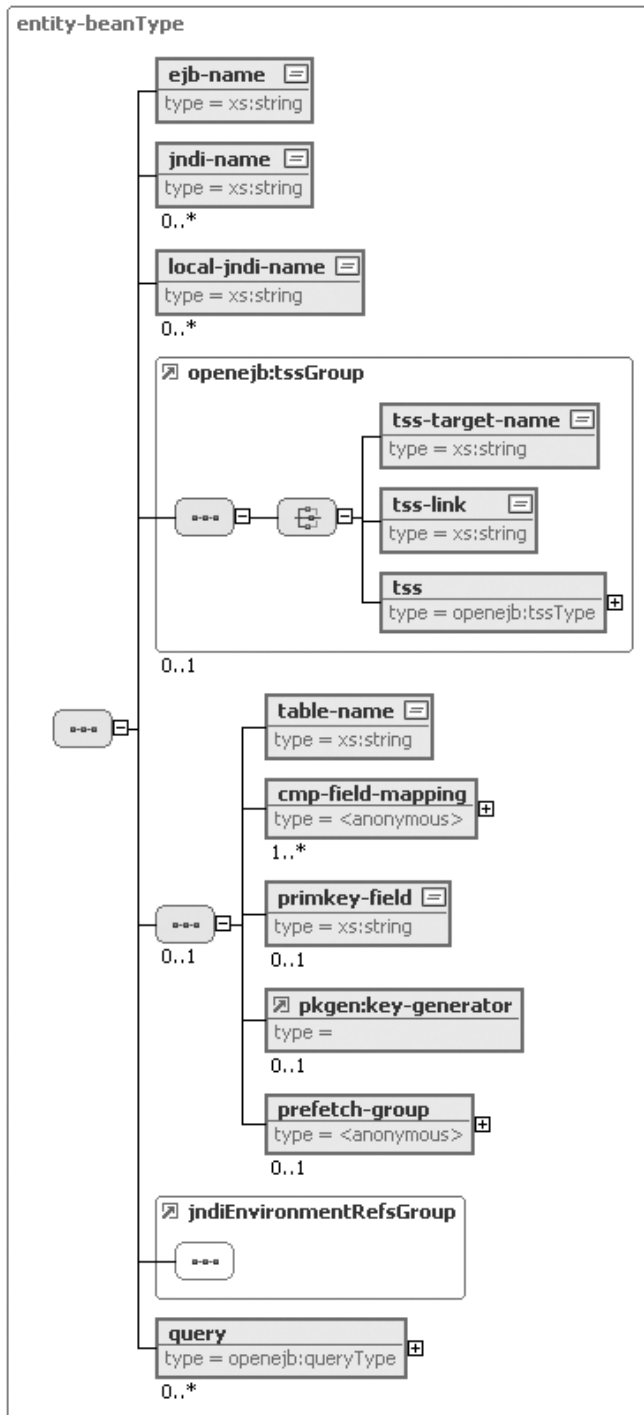 entity-beanType
ejb-name
type = xs:string
jndi-name
type = xs:string
0..*
local-jndi-name
type = xs:string
0..*
openejb:tssGroup
tss-target-name
type = xs:string
tss-link
type = xs:string
tss
type = openejb:tssType
0..1
table-name
type = xs:string
cmp-field-mapping
type = <anonymous>
1..*
primkey-field
type = xs:string
0..1
0..1
pkgen:key-generator
type =
0..1
prefetch-group
type = <anonymous>
0..1
jndiEnvironmentRefsGroup
query
type = openejb:queryType
0..*